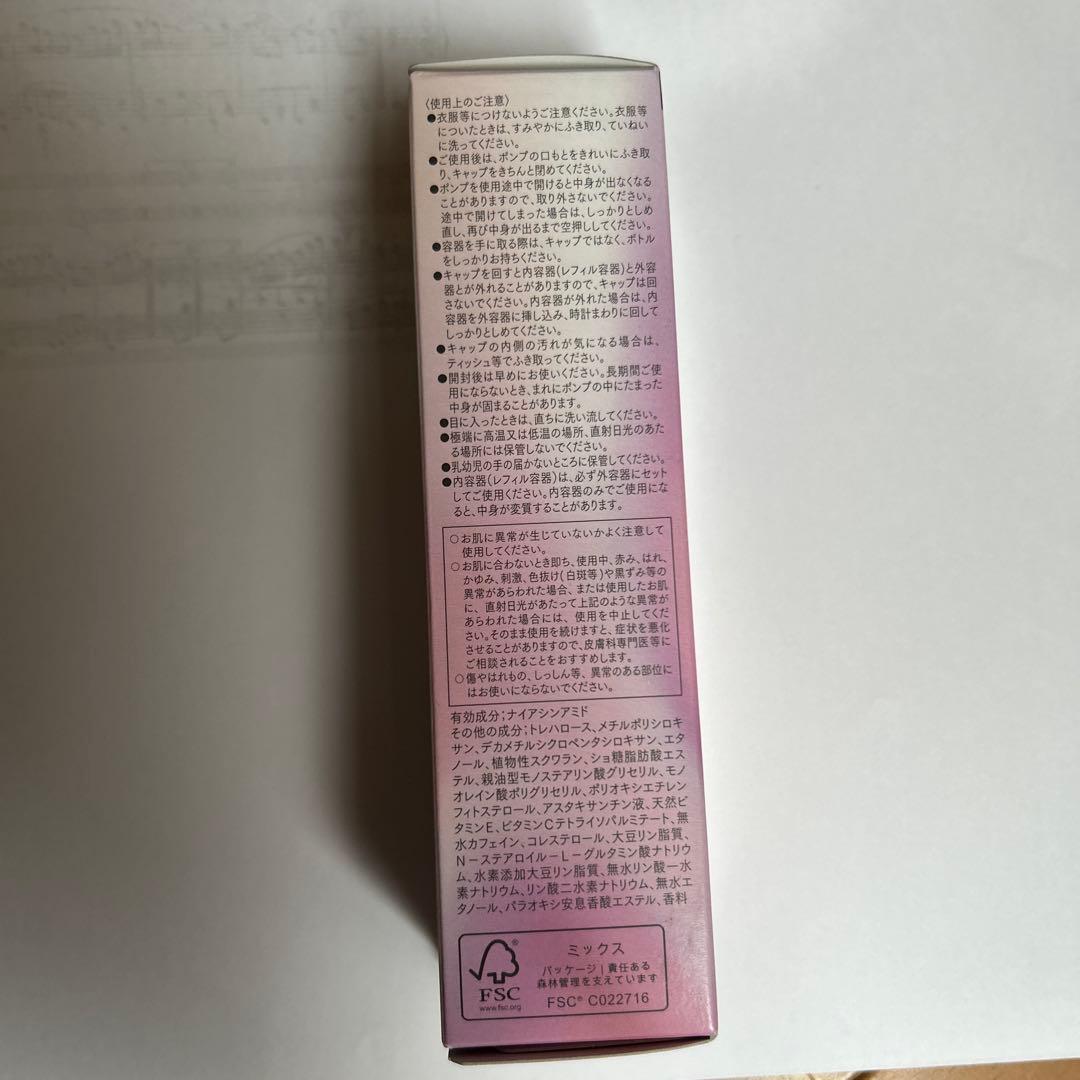 〈使用上のご注意〉
●衣服等につけないようご注意ください。衣服等
についたときは、すみやかにふき取り、ていねい
に洗ってください。
●ご使用後は、ポンプの口もとをきれいにふき取
り、キャップをきちんと閉めてください。
●ポンプを使用途中で開けると中身が出なくなる
ことがありますので、取り外さないでください。
途中で開けてしまった場合は、しっかりとしめ
直し、再び中身が出るまで空押ししてください。
●容器を手に取る際は、キャップではなく、ボトル
をしっかりお持ちください。
●キャップを回すと内容器(レフィル容器)と外容
器とが外れることがありますので、キャップは回
さないでください。内容器が外れた場合は、内
容器を外容器に挿し込み、時計まわりに回して
しっかりとしめてください。
●キャップの内側の汚れが気になる場合は、
ティッシュ等でふき取ってください。
●開封後は早めにお使いください。長期間ご使
用にならないとき、まれにポンプの中にたまった
中身が固まることがあります。
●目に入ったときは、直ちに洗い流してください。
●極端に高温又は低温の場所、直射日光のあた
る場所には保管しないでください。
●乳幼児の手の届かないところに保管してください。
●内容器(レフィル容器)は、必ず外容器にセット
してご使用ください。内容器のみでご使用にな
ると、中身が変質することがあります。
○お肌に異常が生じていないかよく注意して
使用してください。
○お肌に合わないとき即ち、使用中、赤み、はれ、
かゆみ、刺激、色抜け(白斑等)や黒ずみ等の
異常があらわれた場合、または使用したお肌
に、直射日光があたって上記のような異常が
あらわれた場合には、使用を中止してくだ
さい。そのまま使用を続けますと、症状を悪化
させることがありますので、皮膚科専門医等に
ご相談されることをおすすめします。
○傷やはれもの、しっしん等、異常のある部位に
はお使いにならないでください。
有効成分;ナイアシンアミド
その他の成分;トレハロース、メチルポリシロキ
サン、デカメチルシクロペンタシロキサン、エタ
ノール、植物性スクワラン、ショ糖脂肪酸エス
テル、親油型モノステアリン酸グリセリル、モノ
オレイン酸ポリグリセリル、ポリオキシエチレン
フィトステロール、アスタキサンチン液、天然ビ
タミンE、ビタミンCテトライソパルミテート、無
水カフェイン、コレステロール、大豆リン脂質、
N−ステアロイル−L−グルタミン酸ナトリウ
ム、水素添加大豆リン脂質、無水リン酸一水
素ナトリウム、リン酸二水素ナトリウム、無水エ
タノール、パラオキシ安息香酸エステル、香料
FSC
®
www.fsc.org
ミックス
パッケージ|責任ある
森林管理を支えています
FSC® C022716